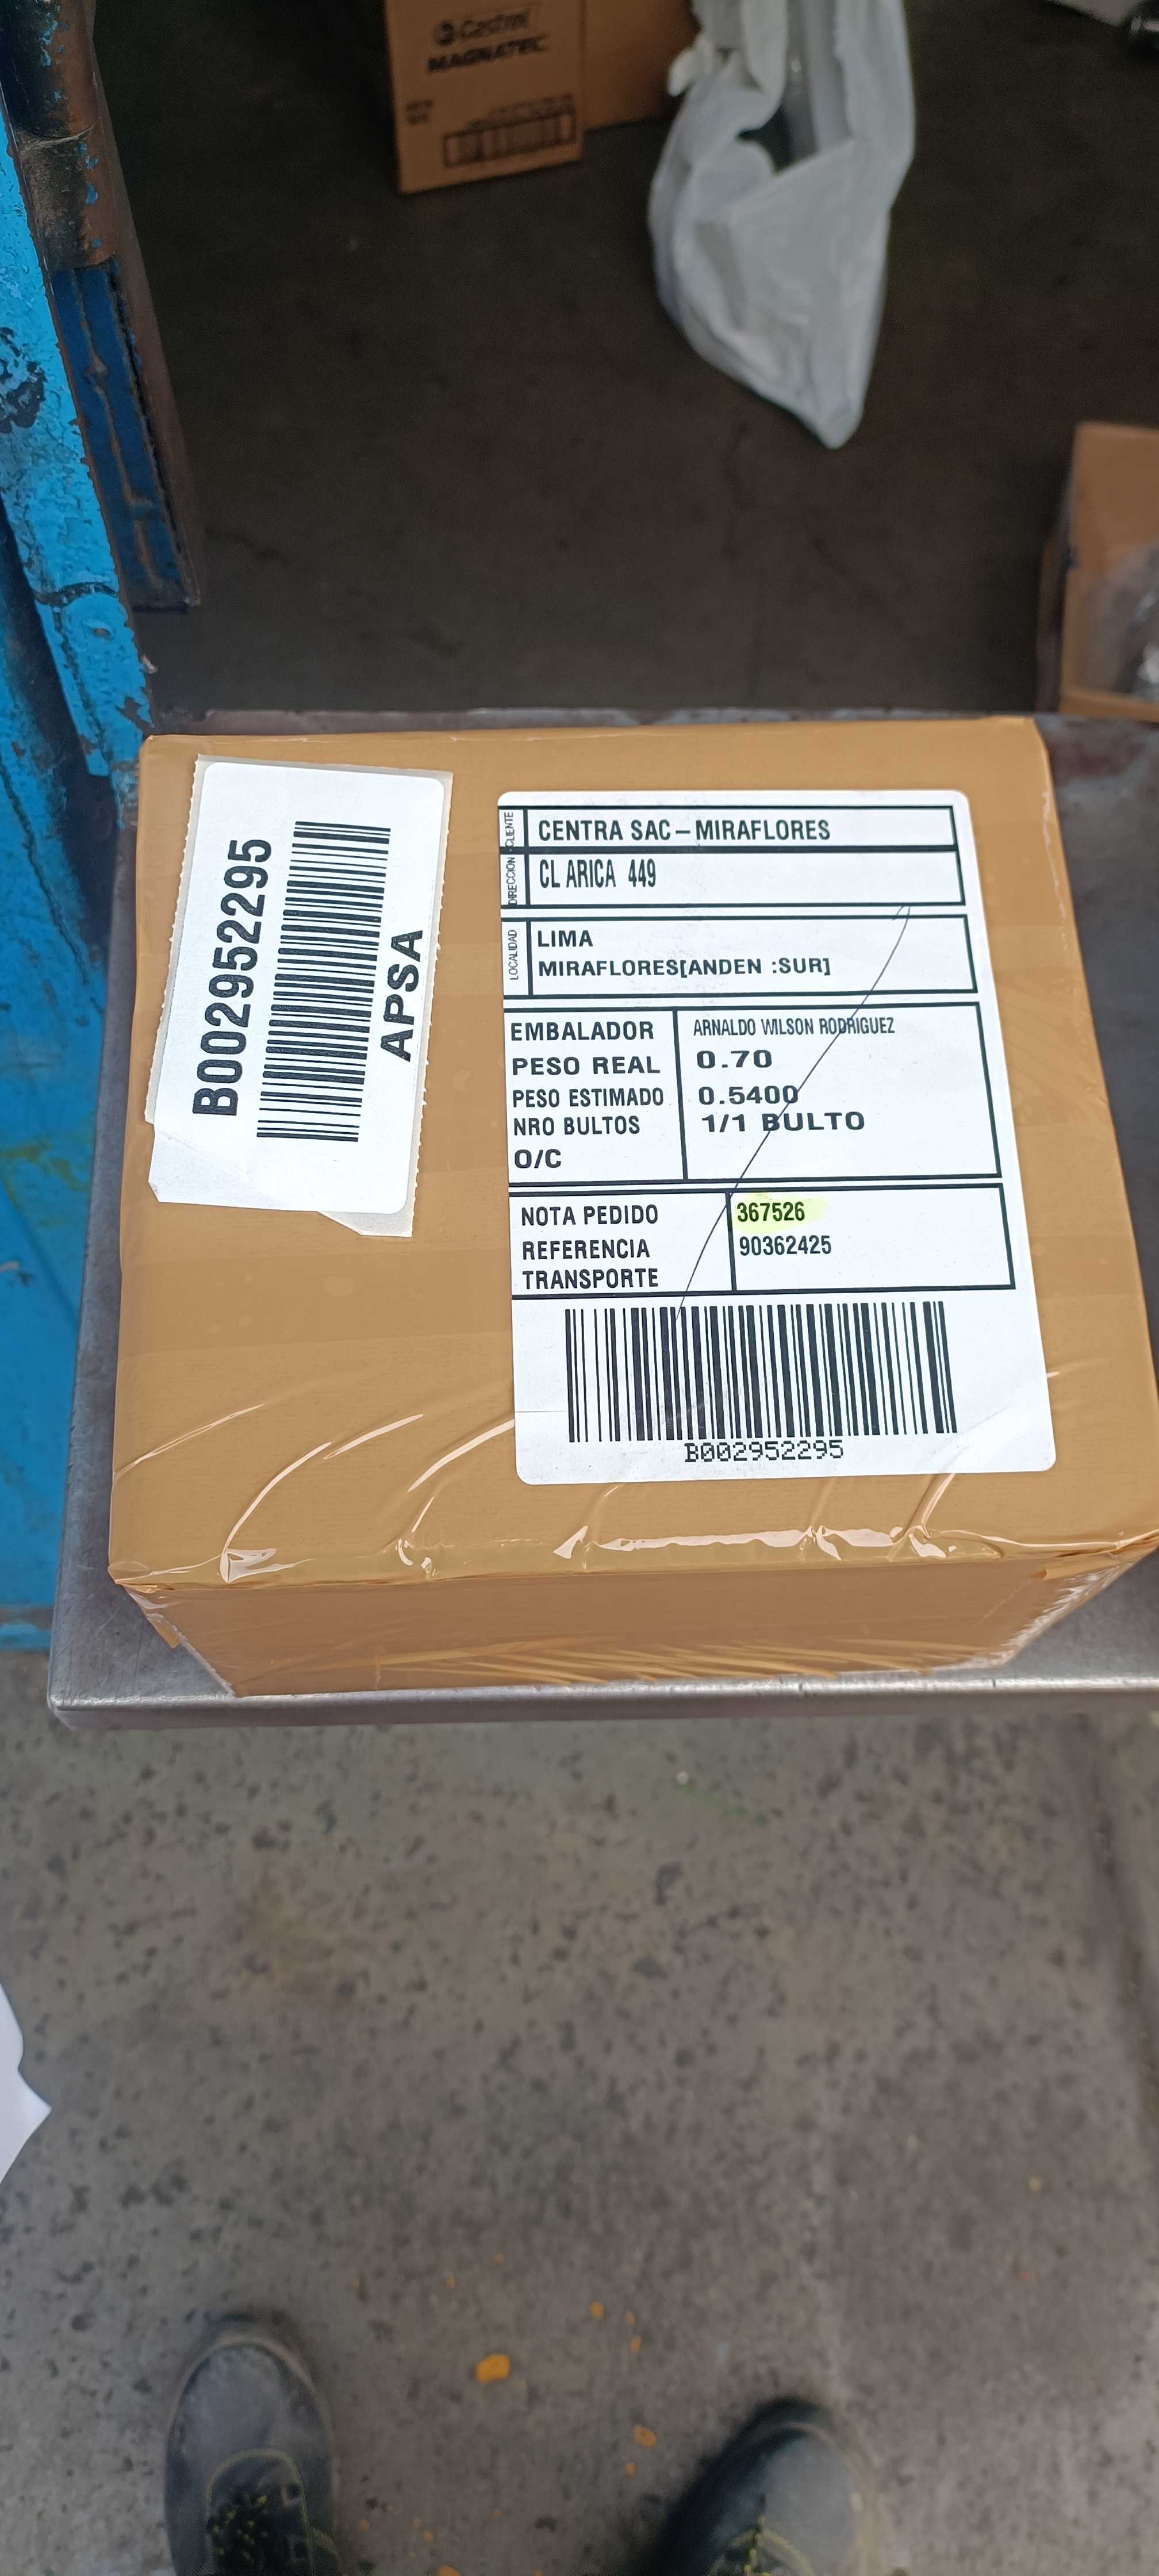 Castrol
MAGNATEC
B002952295
APSA
CLIENTE
CENTRA SAC-MIRAFLORES
DIRECCIÓN
CL ARICA 449
LOCALIDAD
LIMA
MIRAFLORES[ANDEN :SUR]
EMBALADOR ARNALDO WILSON RODRIGUEZ
PESO REAL 0.70
PESO ESTIMADO 0.5400
NRO BULTOS 1/1 BULTO
O/C
NOTA PEDIDO 367526
REFERENCIA 90362425
TRANSPORTE
B002952295